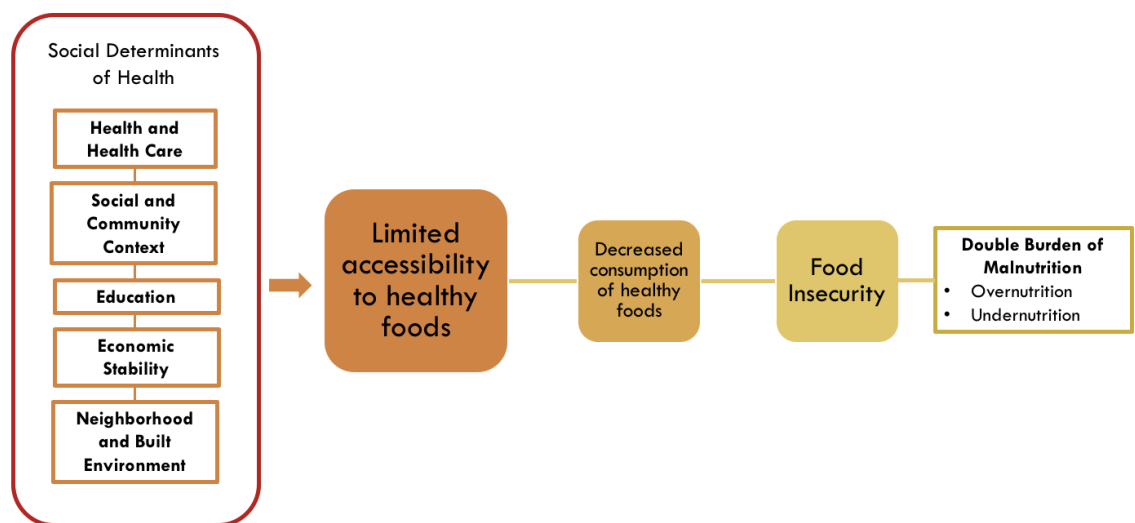 Social Determinants
of Health
Health and
Health Care
Social and
Community
Context
Education
Economic
Stability
Neighborhood
and Built
Environment
Limited
accessibility
to healthy
foods
Decreased
consumption
of healthy
foods
Food
Insecurity
Double Burden of
Malnutrition
• Overnutrition
• Undernutrition